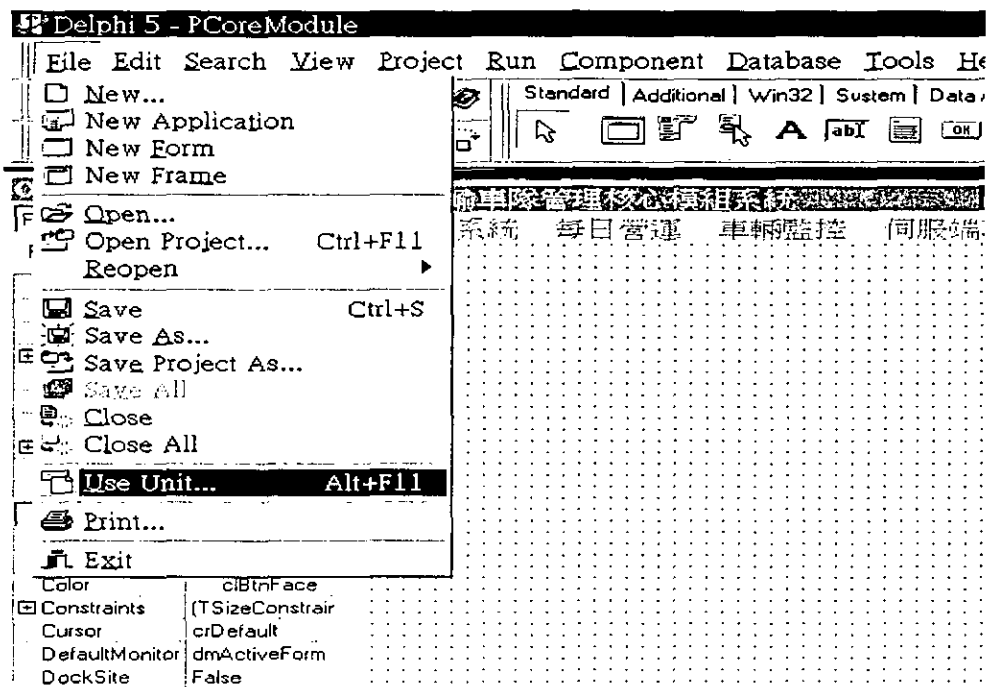 Delphi 5 - PCoreModule
File Edit Search View Project Run Component Database Tools He
Standard Additional Win32 System Data
New...
New Application
New Form
New Frame
Open...
Open Project... Ctrl+F11
Reopen
Save Ctrl+S
Save As...
Save Project As...
Save All
Close
Close All
Use Unit... Alt+F11
Print...
Exit
車隊管理核心模組系統
系統 每日營運 車輛監控 伺服端
Color clBtnFace
Constraints (TSizeConstrair
Cursor crDefault
DefaultMonitor dmActiveForm
DockSite False